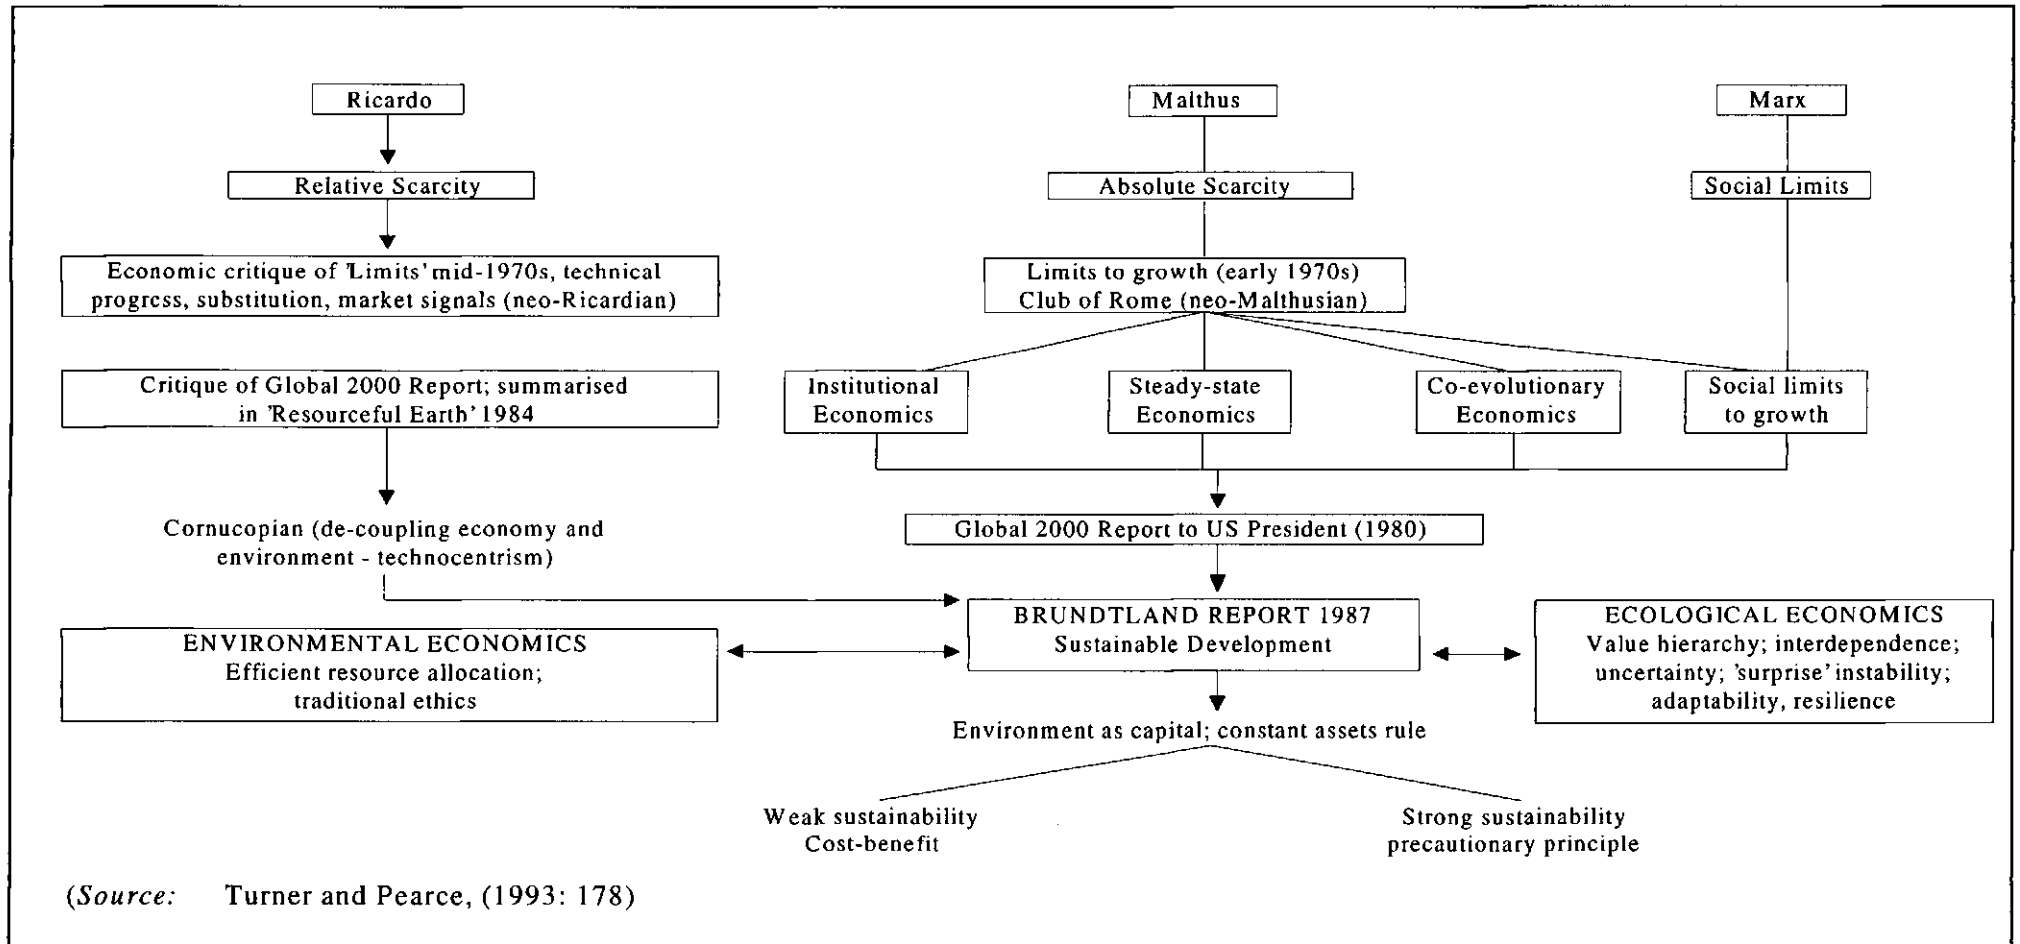 Ricardo
Malthus
Marx
Relative Scarcity
Absolute Scarcity
Social Limits
Economic critique of 'Limits' mid-1970s, technical
progress, substitution, market signals (neo-Ricardian)
Limits to growth (early 1970s)
Club of Rome (neo-Malthusian)
Critique of Global 2000 Report; summarised
in 'Resourceful Earth' 1984
Institutional
Economics
Steady-state
Economics
Co-evolutionary
Economics
Social limits
to growth
Cornucopian (de-coupling economy and
environment - technocentrism)
Global 2000 Report to US President (1980)
ENVIRONMENTAL ECONOMICS
Efficient resource allocation;
traditional ethics
BRUNDTLAND REPORT 1987
Sustainable Development
ECOLOGICAL ECONOMICS
Value hierarchy; interdependence;
uncertainty; 'surprise' instability;
adaptability, resilience
Environment as capital; constant assets rule
Weak sustainability
Cost-benefit
Strong sustainability
precautionary principle
(Source: Turner and Pearce, (1993: 178)